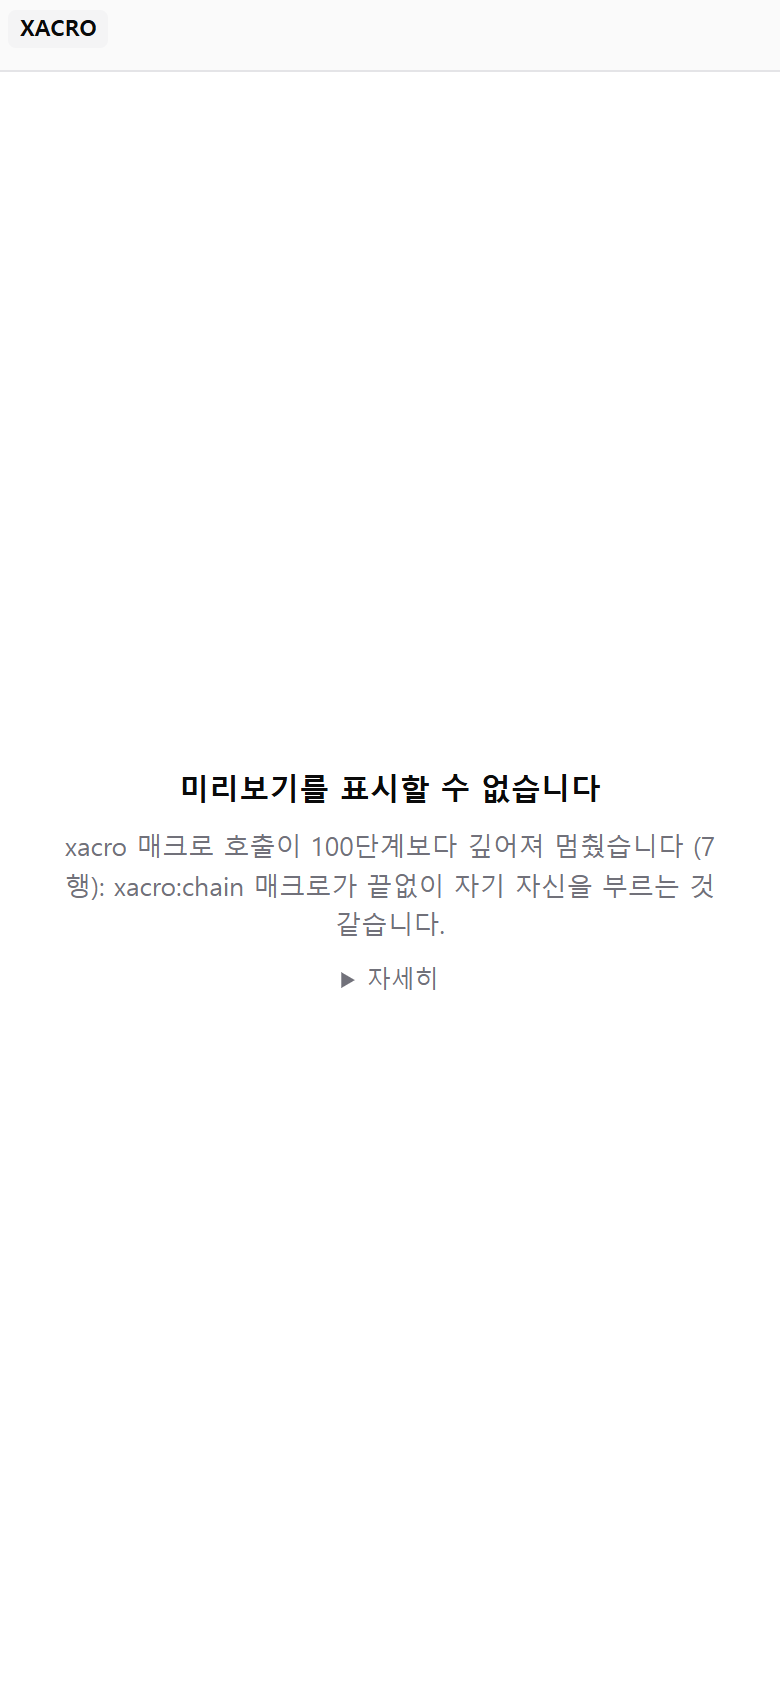 XACRO
미리보기를 표시할 수 없습니다
xacro 매크로 호출이 100단계보다 깊어져 멈췄습니다 (7
행): xacro:chain 매크로가 끝없이 자기 자신을 부르는 것
같습니다.
▶ 자세히